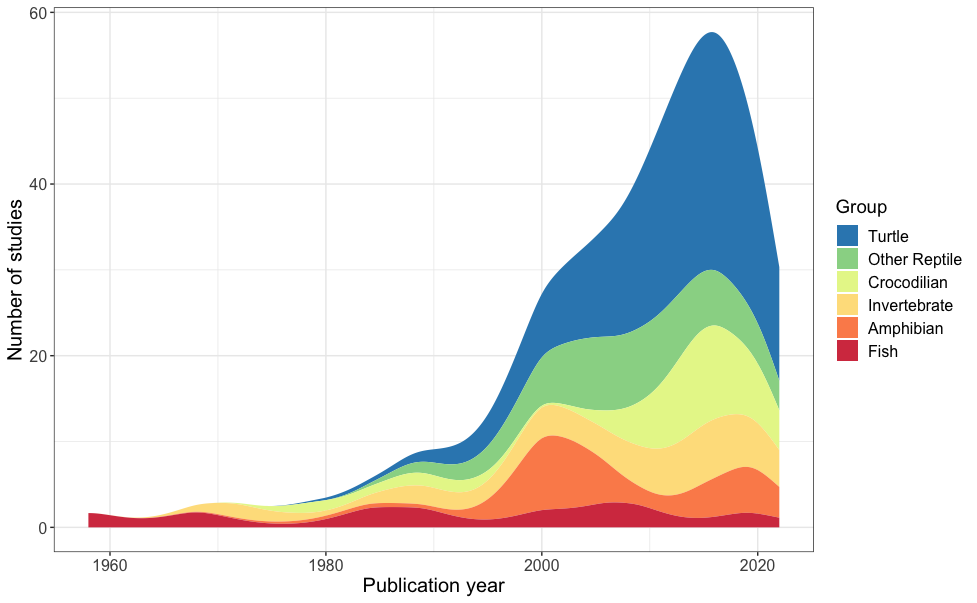 60
40
20
0
Number of studies
1960
1980
2000
2020
Publication year
Group
Turtle
Other Reptile
Crocodilian
Invertebrate
Amphibian
Fish